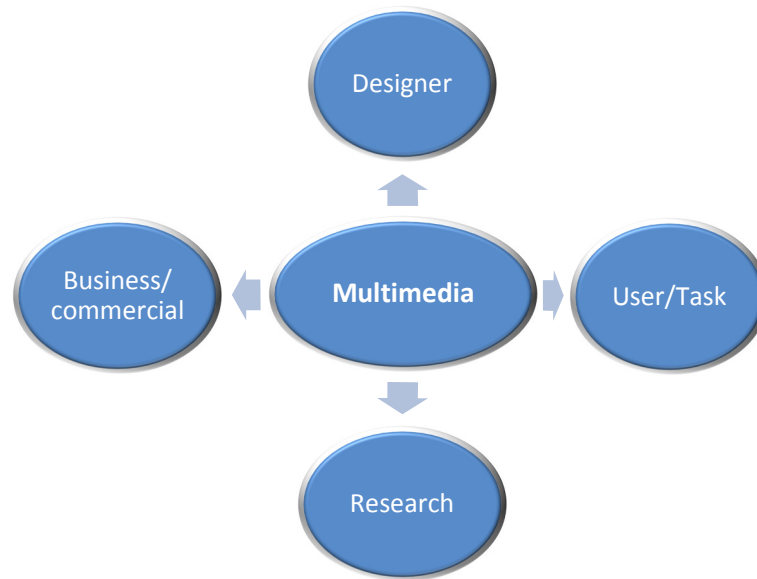 Designer
Business/
commercial
Multimedia
User/Task
Research